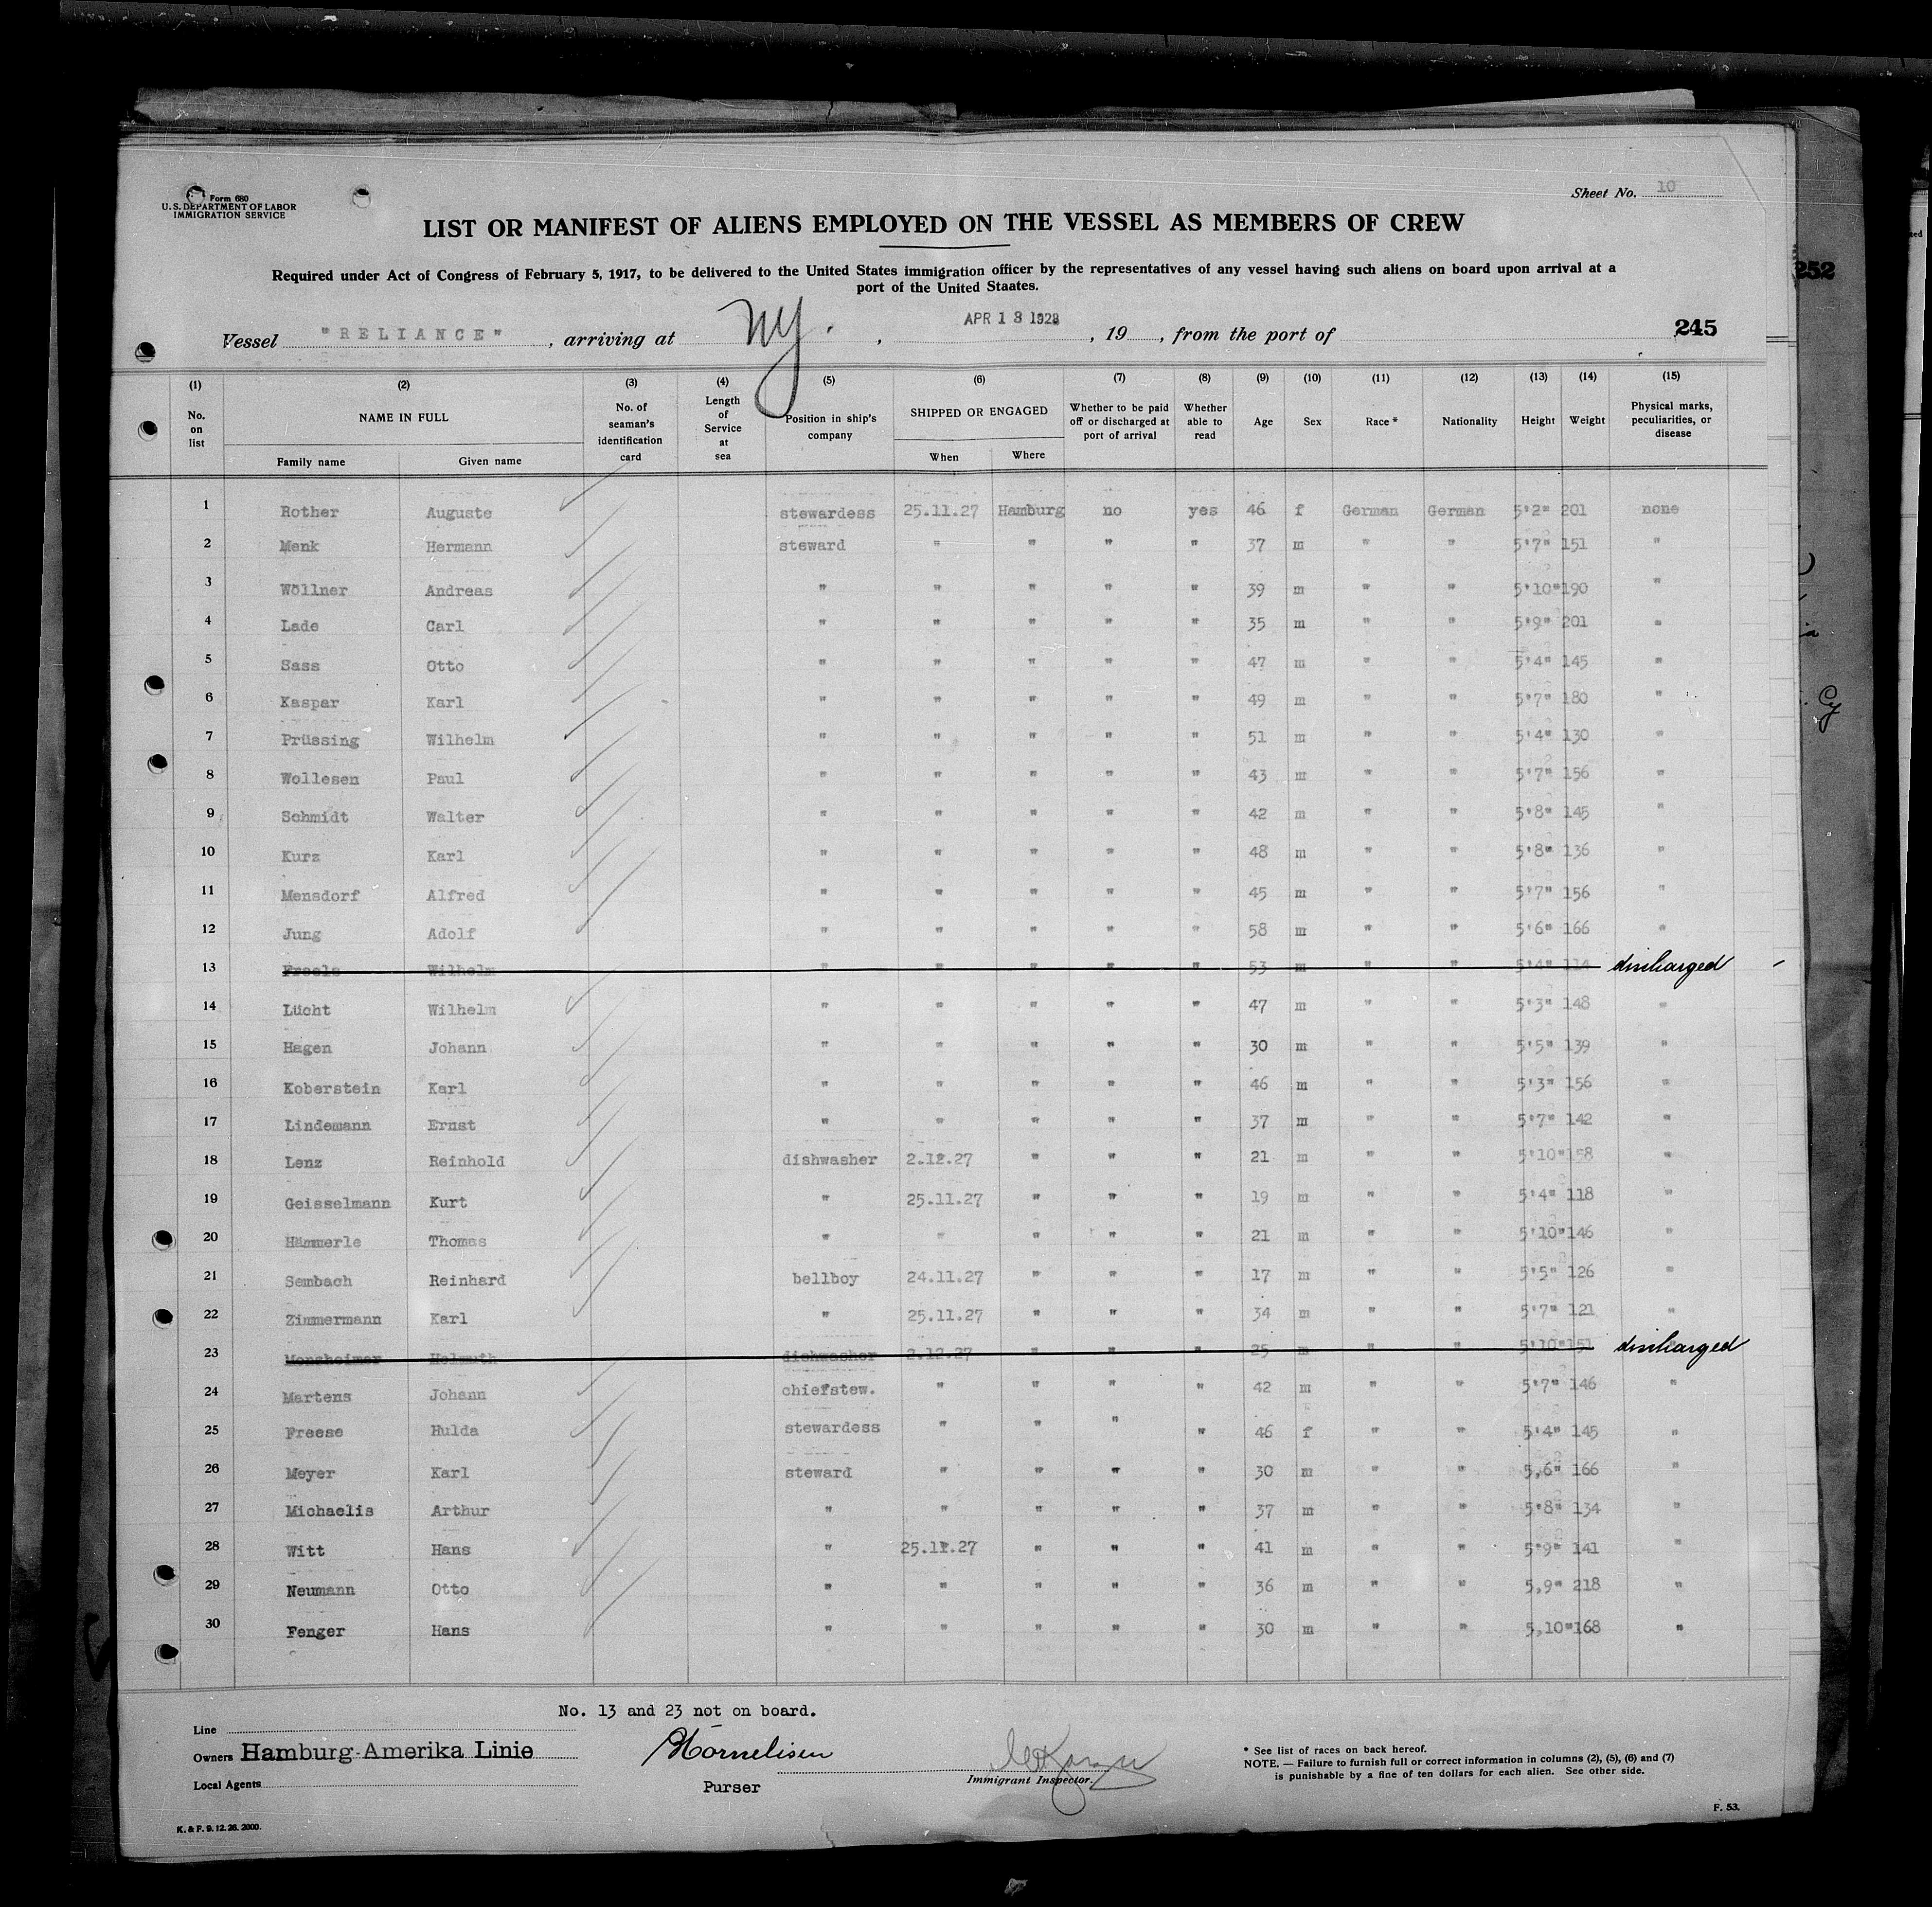 Form 680
U. S. DEPARTMENT OF LABOR
IMMIGRATION SERVICE
Sheet No. 10
LIST OR MANIFEST OF ALIENS EMPLOYED ON THE VESSEL AS MEMBERS OF CREW
Required under Act of Congress of February 5, 1917, to be delivered to the United States immigration officer by the representatives of any vessel having such aliens on board upon arrival at a
port of the United Staates.
252
Vessel "RELIANCE", arriving at NY. , APR 13 1928, 19 , from the port of 245
(1) (2) (3) (4) (5) (6) (7) (8) (9) (10) (11) (12) (13) (14) (15)
No. on list NAME IN FULL Family name Given name No. of seaman's identification card Length of Service at sea Position in ship's company SHIPPED OR ENGAGED When Where Whether to be paid off or discharged at port of arrival Whether able to read Age Sex Race * Nationality Height Weight Physical marks, peculiarities, or disease
1 Rother Auguste stewardess 25.11.27 Hamburg no yes 46 f German German 5'2" 201 none
2 Menk Hermann steward " " " " 37 m " " 5'7" 151 "
3 Wöllner Andreas " " " " " 39 m " " 5'10" 190 "
4 Lade Carl " " " " " 35 m " " 5'9" 201 "
5 Sass Otto " " " " " 47 m " " 5'4" 145 "
6 Kaspar Karl " " " " " 49 m " " 5'7" 180 "
7 Prüssing Wilhelm " " " " " 51 m " " 5'4" 130 "
8 Wollesen Paul " " " " " 43 m " " 5'7" 156 "
9 Schmidt Walter " " " " " 42 m " " 5'8" 145 "
10 Kurz Karl " " " " " 48 m " " 5'8" 136 "
11 Mensdorf Alfred " " " " " 45 m " " 5'7" 156 "
12 Jung Adolf " " " " " 58 m " " 5'6" 166 "
13 Wilhelm " " " " " 53 m " " 5'4" 114 discharged
14 Lücht Wilhelm " " " " " 47 m " " 5'3" 148 "
15 Hagen Johann " " " " " 30 m " " 5'5" 139 "
16 Koberstein Karl " " " " " 46 m " " 5'3" 156 "
17 Lindemann Ernst " " " " " 37 m " " 5'7" 142 "
18 Lenz Reinhold dishwasher 2.12.27 " " " 21 m " " 5'10" 158 "
19 Geisselmann Kurt " 25.11.27 " " " 19 m " " 5'4" 118 "
20 Hämmerle Thomas " " " " " 21 m " " 5'10" 146 "
21 Sembach Reinhard bellboy 24.11.27 " " " 17 m " " 5'5" 126 "
22 Zimmermann Karl " 25.11.27 " " " 34 m " " 5'7" 121 "
23 Monsheimer Helmuth dishwasher 2.12.27 " " " 25 m " " 5'10" 151 discharged
24 Martens Johann chiefstew. " " " " 42 m " " 5'7" 146 "
25 Freese Hulda stewardess " " " " 46 f " " 5'4" 145 "
26 Meyer Karl steward " " " " 30 m " " 5,6" 166 "
27 Michaelis Arthur " " " " " 37 m " " 5'8" 134 "
28 Witt Hans " 25.11.27 " " " 41 m " " 5'9" 141 "
29 Neumann Otto " " " " " 36 m " " 5,9" 218 "
30 Fenger Hans " " " " " 30 m " " 5,10" 168 "
No. 13 and 23 not on board.
Line
Owners Hamburg-Amerika Linie
Local Agents
Purser
Immigrant Inspector.
* See list of races on back hereof.
NOTE. — Failure to furnish full or correct information in columns (2), (5), (6) and (7)
is punishable by a fine of ten dollars for each alien. See other side.
F. 53.
K. & F. 9. 12. 26. 2000.